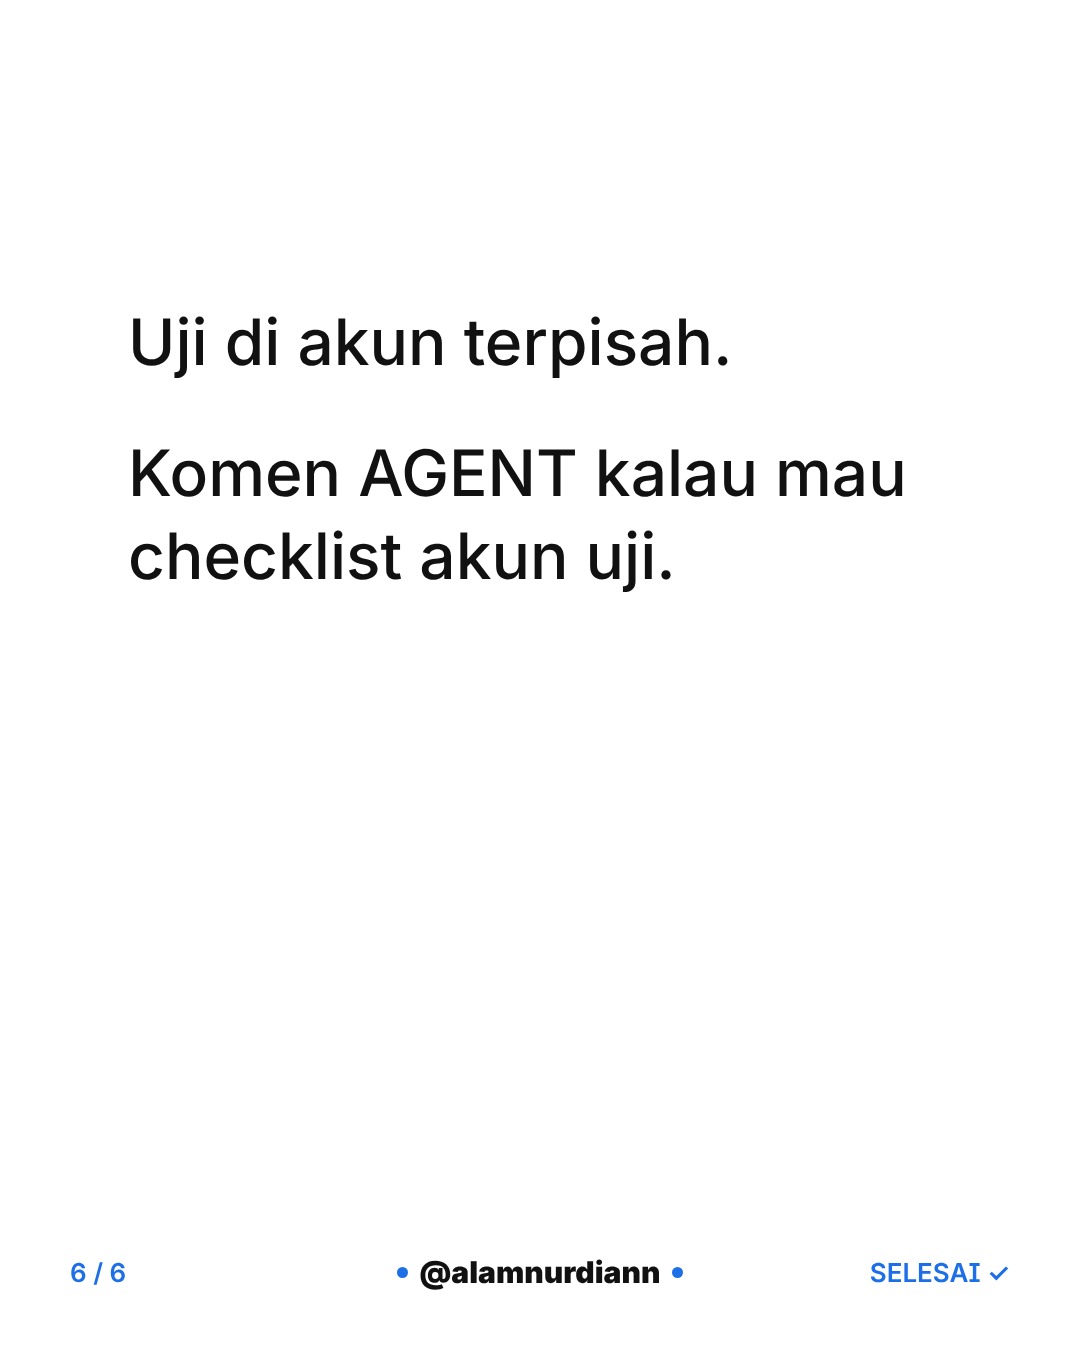 Uji di akun terpisah.
Komen AGENT kalau mau
checklist akun uji.
6 / 6
• @alamnurdiann •
SELESAI ✓